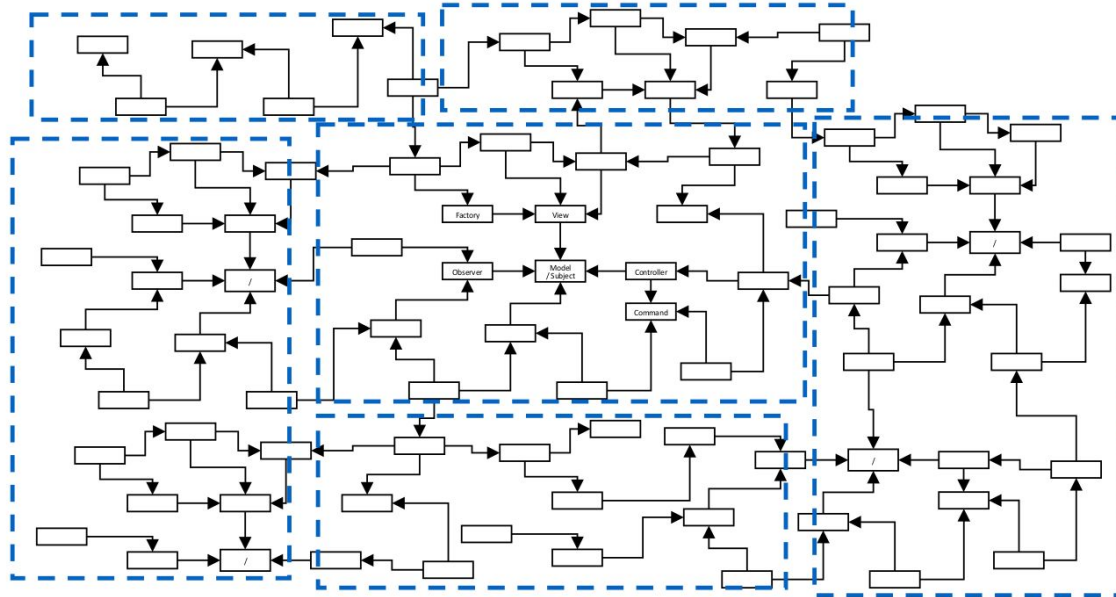 Factory
View
/
Observer
Model
/ Subject
Controller
/
Command
/
/